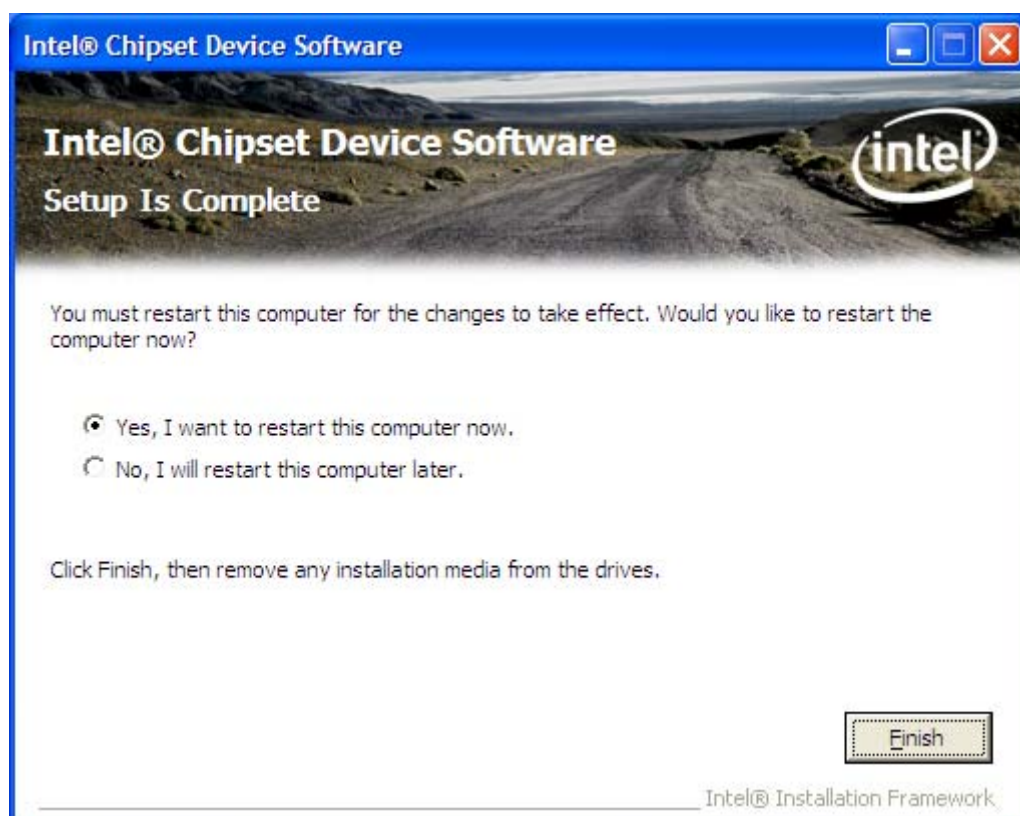 Intel® Chipset Device Software
Intel® Chipset Device Software
intel
Setup Is Complete
You must restart this computer for the changes to take effect. Would you like to restart the
computer now?
Yes, I want to restart this computer now.
No, I will restart this computer later.
Click Finish, then remove any installation media from the drives.
Finish
Intel® Installation Framework